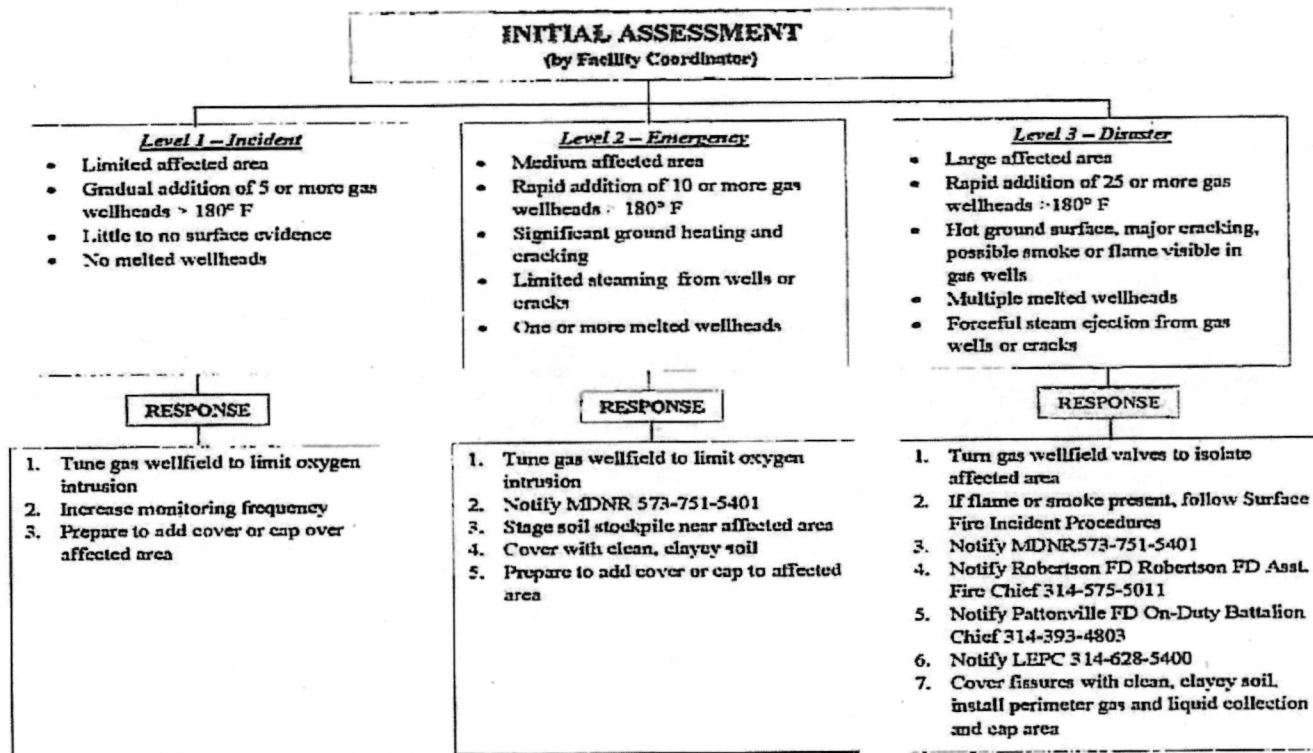 INITIAL ASSESSMENT
(by Facility Coordinator)
Level 1 – Incident
• Limited affected area
• Gradual addition of 5 or more gas
wellheads > 180° F
• Little to no surface evidence
• No melted wellheads
RESPONSE
1. Tune gas wellfield to limit oxygen
intrusion
2. Increase monitoring frequency
3. Prepare to add cover or cap over
affected area
Level 2 – Emergency
• Medium affected area
• Rapid addition of 10 or more gas
wellheads > 180° F
• Significant ground heating and
cracking
• Limited steaming from wells or
cracks
• One or more melted wellheads
RESPONSE
1. Tune gas wellfield to limit oxygen
intrusion
2. Notify MDNR 573-751-5401
3. Stage soil stockpile near affected area
4. Cover with clean, clayey soil
5. Prepare to add cover or cap to affected
area
Level 3 – Disaster
• Large affected area
• Rapid addition of 25 or more gas
wellheads >180° F
• Hot ground surface, major cracking,
possible smoke or flame visible in
gas wells
• Multiple melted wellheads
• Forceful steam ejection from gas
wells or cracks
RESPONSE
1. Turn gas wellfield valves to isolate
affected area
2. If flame or smoke present, follow Surface
Fire Incident Procedures
3. Notify MDNR573-751-5401
4. Notify Robertson FD Robertson FD Asst.
Fire Chief 314-575-5011
5. Notify Pattonville FD On-Duty Battalion
Chief 314-393-4803
6. Notify LEPC 314-628-5400
7. Cover fissures with clean, clayey soil,
install perimeter gas and liquid collection
and cap area